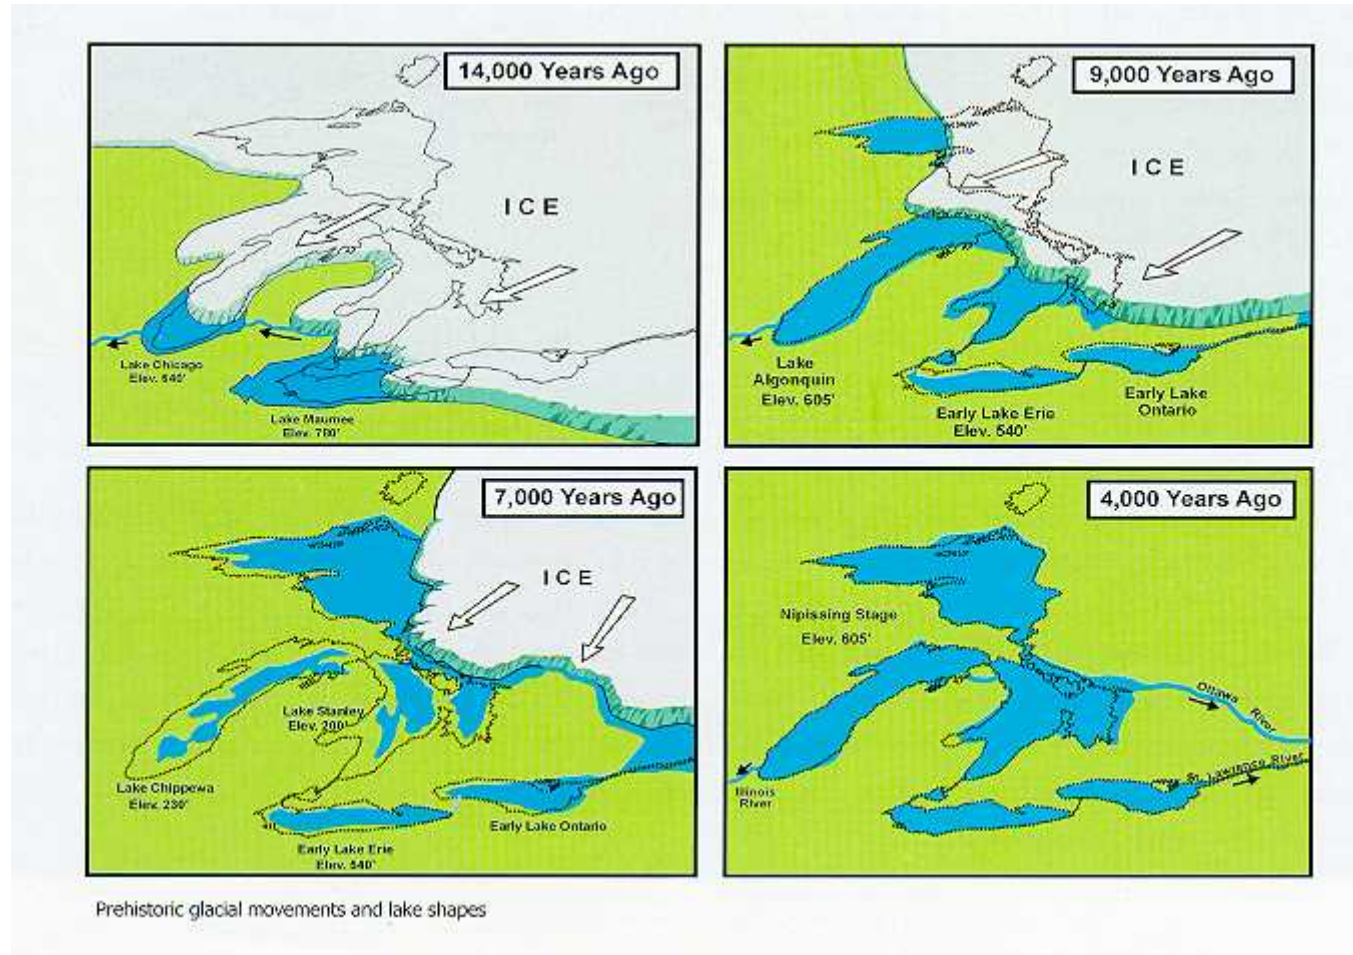 14,000 Years Ago
ICE
Lake Chicago
Elev. 640'
Lake Maumee
Elev. 780'
9,000 Years Ago
ICE
Lake
Algonquin
Elev. 605'
Early Lake Erie
Elev. 540'
Early Lake
Ontario
7,000 Years Ago
ICE
Lake Stanley
Elev. 200'
Lake Chippewa
Elev. 230'
Early Lake Ontario
Early Lake Erie
Elev. 540'
4,000 Years Ago
Nipissing Stage
Elev. 605'
Ottawa River
St. Lawrance River
Illinois
River
Prehistoric glacial movements and lake shapes